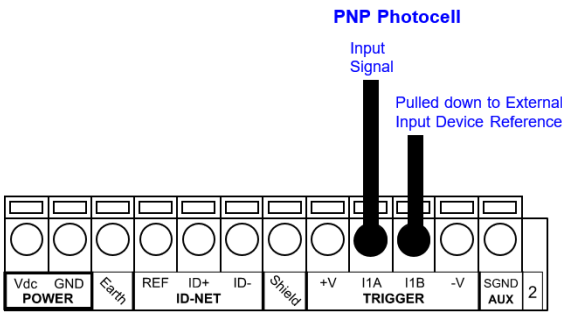 PNP Photocell
Input
Signal
Pulled down to External
Input Device Reference
Vdc GND Earth REF ID+ ID- Shield +V I1A I1B -V SGND 2
POWER ID-NET TRIGGER AUX